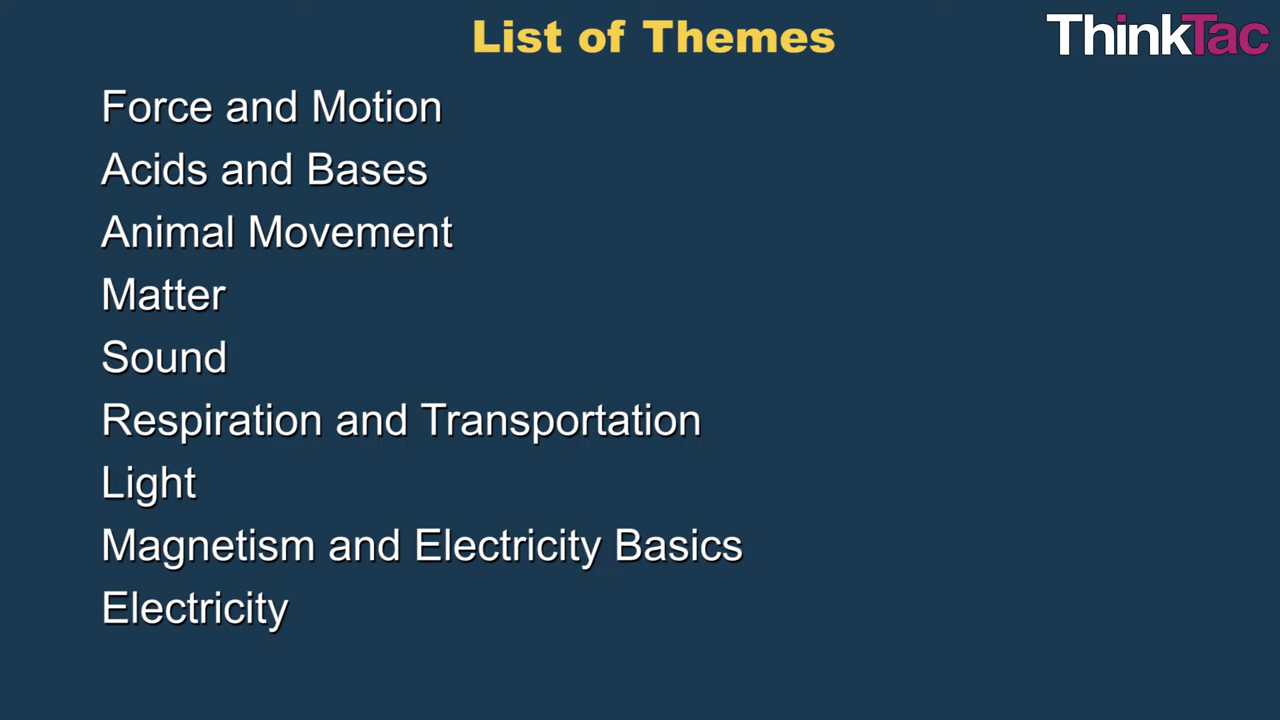 List of Themes
ThinkTac
Force and Motion
Acids and Bases
Animal Movement
Matter
Sound
Respiration and Transportation
Light
Magnetism and Electricity Basics
Electricity